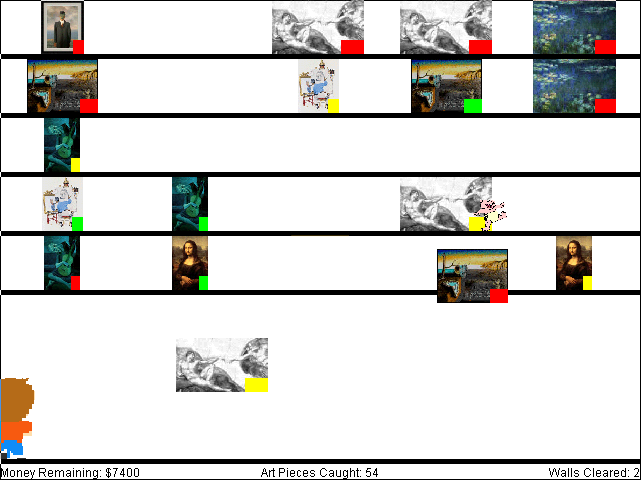 Money Remaining: $7400
Art Pieces Caught: 54
Walls Cleared: 2